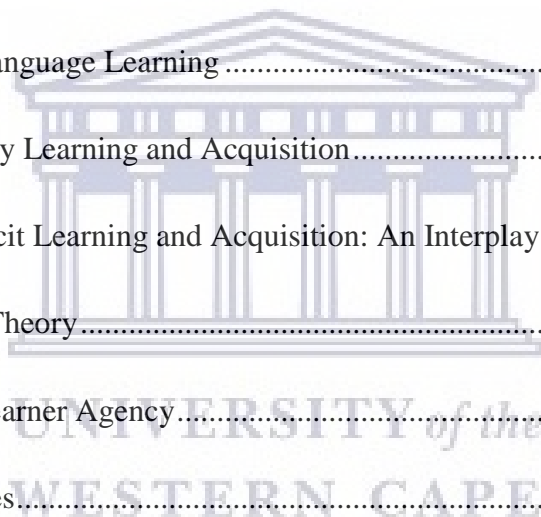 anguage Learning ........................................
y Learning and Acquisition........................
cit Learning and Acquisition: An Interplay
Theory..........................................................
arner Agency..............................................
UNIVERSITY of the
es..................................................................
WESTERN CAPE